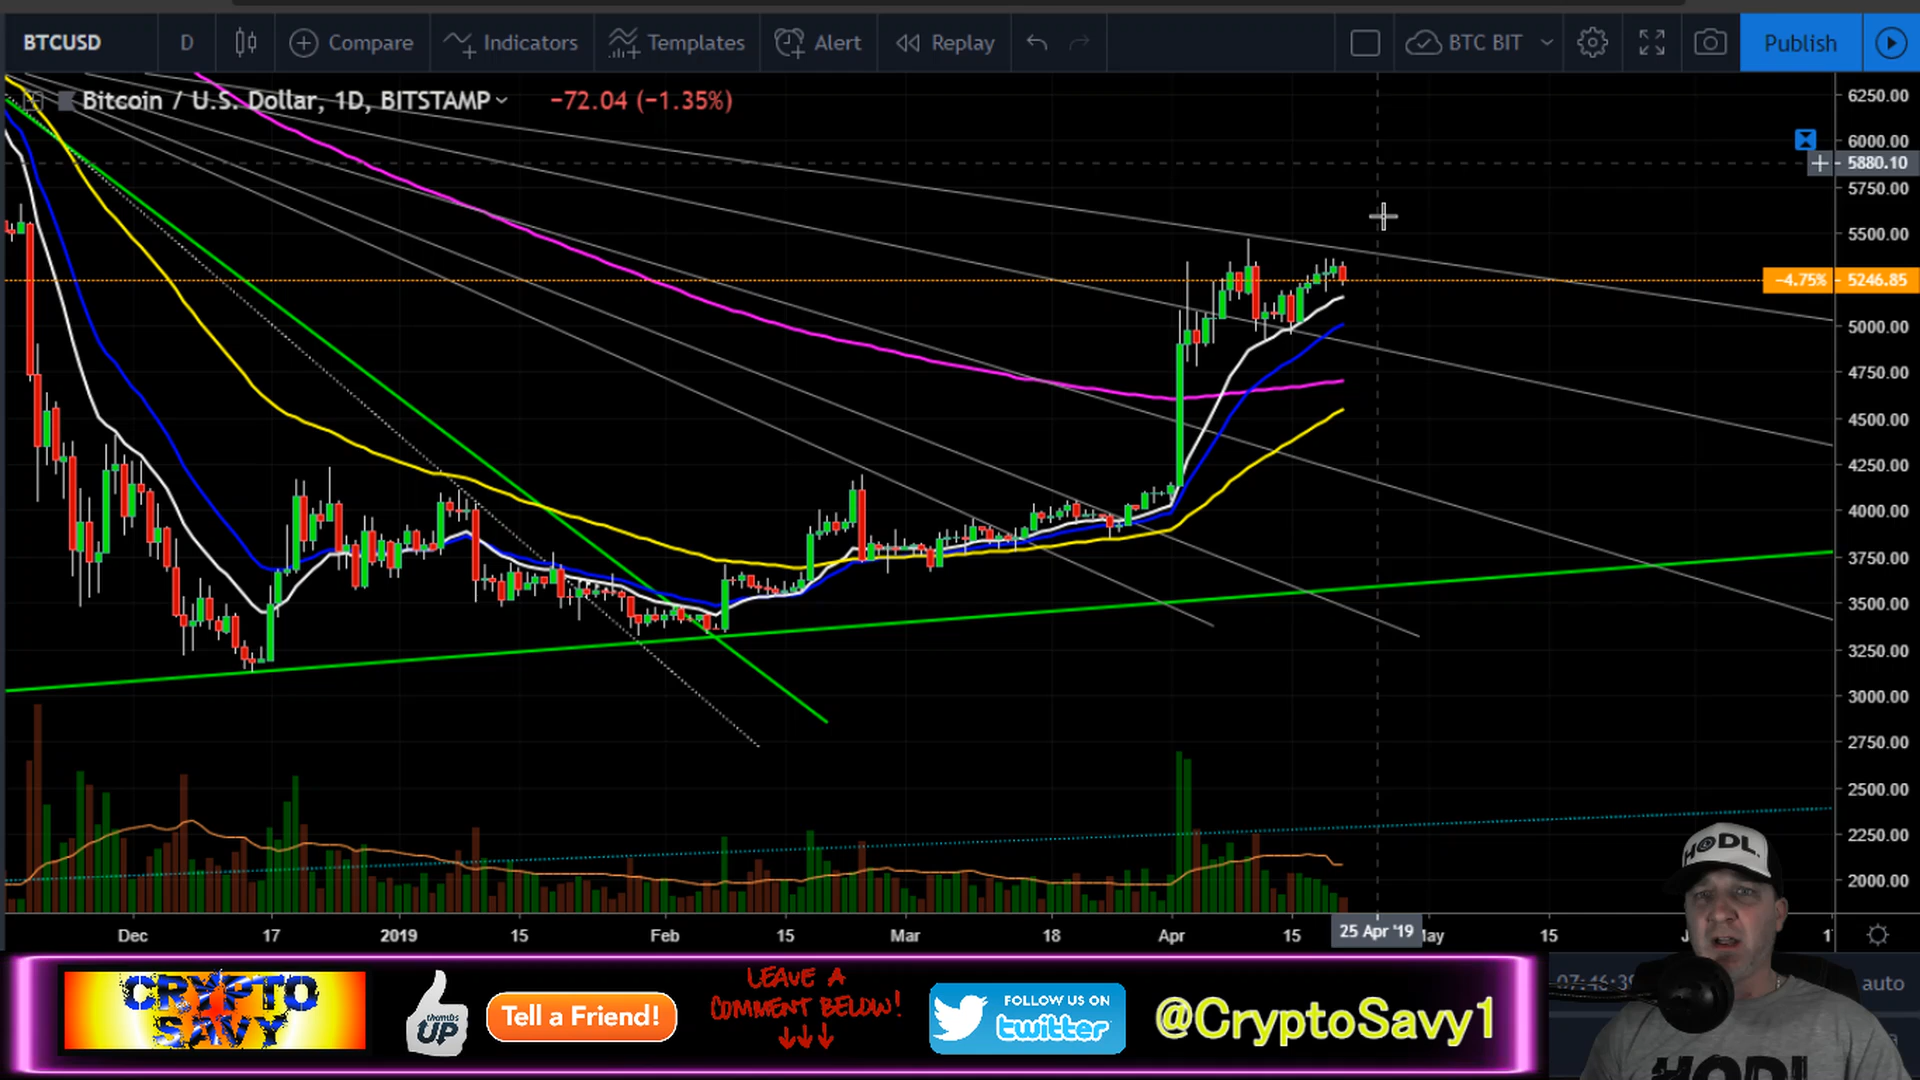 BTCUSD D Compare Indicators Templates Alert Replay BTC BIT Publish
Bitcoin / U.S. Dollar, 1D, BITSTAMP −72.04 (−1.35%)
6250.00
6000.00
5880.10
5750.00
5500.00
−4.75% 5246.85
5000.00
4750.00
4500.00
4250.00
4000.00
3750.00
3500.00
3250.00
3000.00
2750.00
2500.00
2250.00
2000.00
Dec 17 2019 15 Feb 15 Mar 18 Apr 15 25 Apr '19 15
auto
CRYPTO
SAVY
thumbs
UP
Tell a Friend!
LEAVE A
COMMENT BELOW!
FOLLOW US ON
twitter
@CryptoSavy1
HODL.
HODL